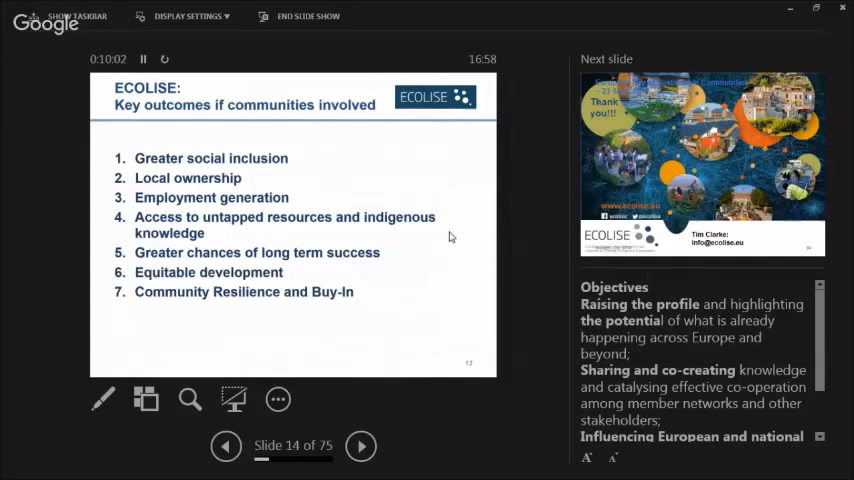 Google
SHOW TASKBAR
DISPLAY SETTINGS ▼
END SLIDE SHOW
0:10:02
16:58
Next slide
ECOLISE:
Key outcomes if communities involved
ECOLISE
1. Greater social inclusion
2. Local ownership
3. Employment generation
4. Access to untapped resources and indigenous
knowledge
5. Greater chances of long term success
6. Equitable development
7. Community Resilience and Buy-In
Thank
you!!!
www.ecolise.eu
ecolise
@ecolise
ECOLISE
Tim Clarke:
info@ecolise.eu
Objectives
Raising the profile and highlighting
the potential of what is already
happening across Europe and
beyond;
Sharing and co-creating knowledge
and catalysing effective co-operation
among member networks and other
stakeholders;
Influencing European and national
Slide 14 of 75
A A